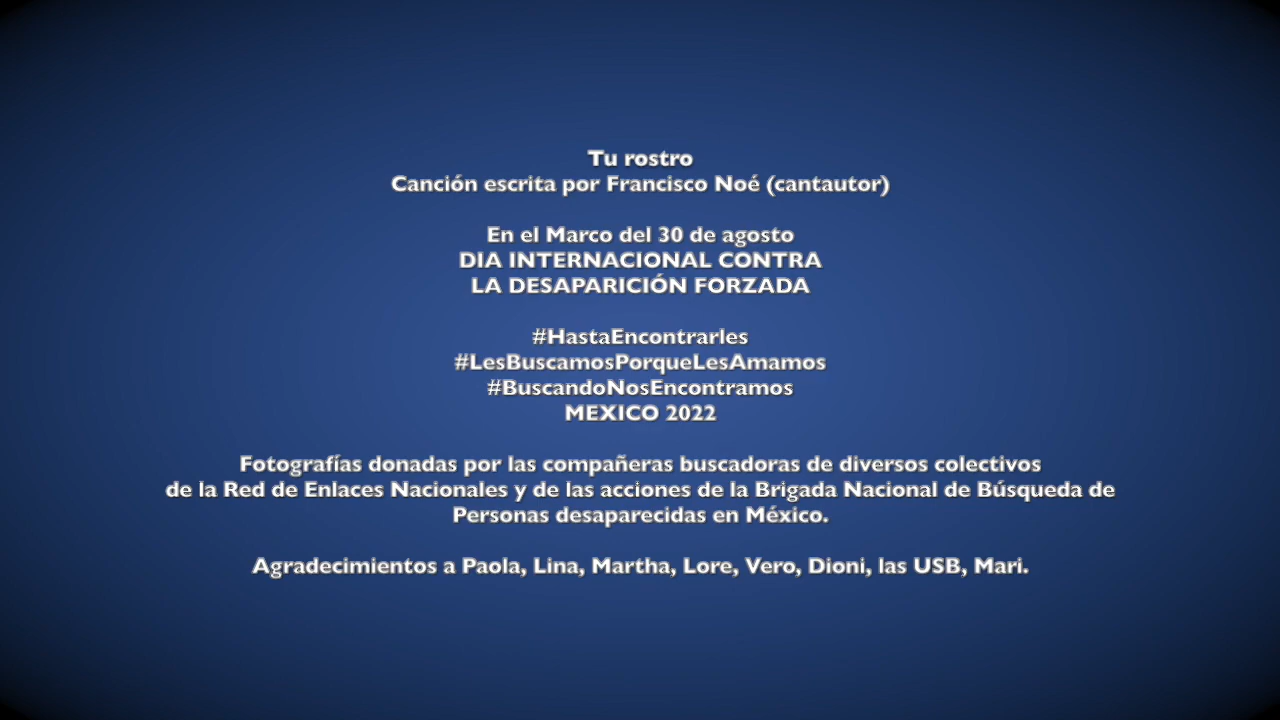 Tu rostro
Canción escrita por Francisco Noé (cantautor)
En el Marco del 30 de agosto
DIA INTERNACIONAL CONTRA
LA DESAPARICIÓN FORZADA
#HastaEncontrarles
#LesBuscamosPorqueLesAmamos
#BuscandoNosEncontramos
MEXICO 2022
Fotografías donadas por las compañeras buscadoras de diversos colectivos
de la Red de Enlaces Nacionales y de las acciones de la Brigada Nacional de Búsqueda de
Personas desaparecidas en México.
Agradecimientos a Paola, Lina, Martha, Lore, Vero, Dioni, las USB, Mari.